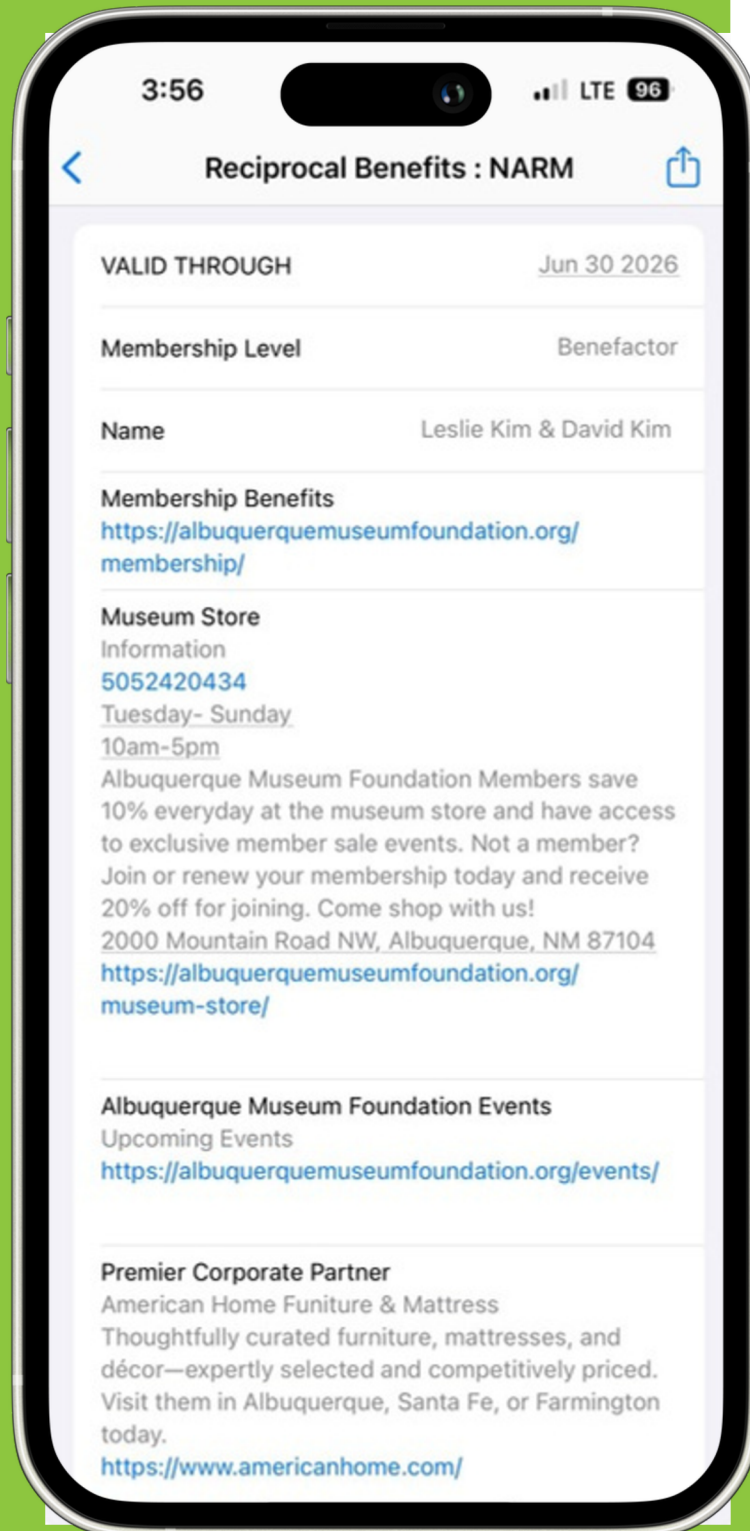 3:56
LTE 96
Reciprocal Benefits : NARM
VALID THROUGH Jun 30 2026
Membership Level Benefactor
Name Leslie Kim & David Kim
Membership Benefits
https://albuquerquemuseumfoundation.org/
membership/
Museum Store
Information
5052420434
Tuesday- Sunday
10am-5pm
Albuquerque Museum Foundation Members save
10% everyday at the museum store and have access
to exclusive member sale events. Not a member?
Join or renew your membership today and receive
20% off for joining. Come shop with us!
2000 Mountain Road NW, Albuquerque, NM 87104
https://albuquerquemuseumfoundation.org/
museum-store/
Albuquerque Museum Foundation Events
Upcoming Events
https://albuquerquemuseumfoundation.org/events/
Premier Corporate Partner
American Home Funiture & Mattress
Thoughtfully curated furniture, mattresses, and
décor—expertly selected and competitively priced.
Visit them in Albuquerque, Santa Fe, or Farmington
today.
https://www.americanhome.com/